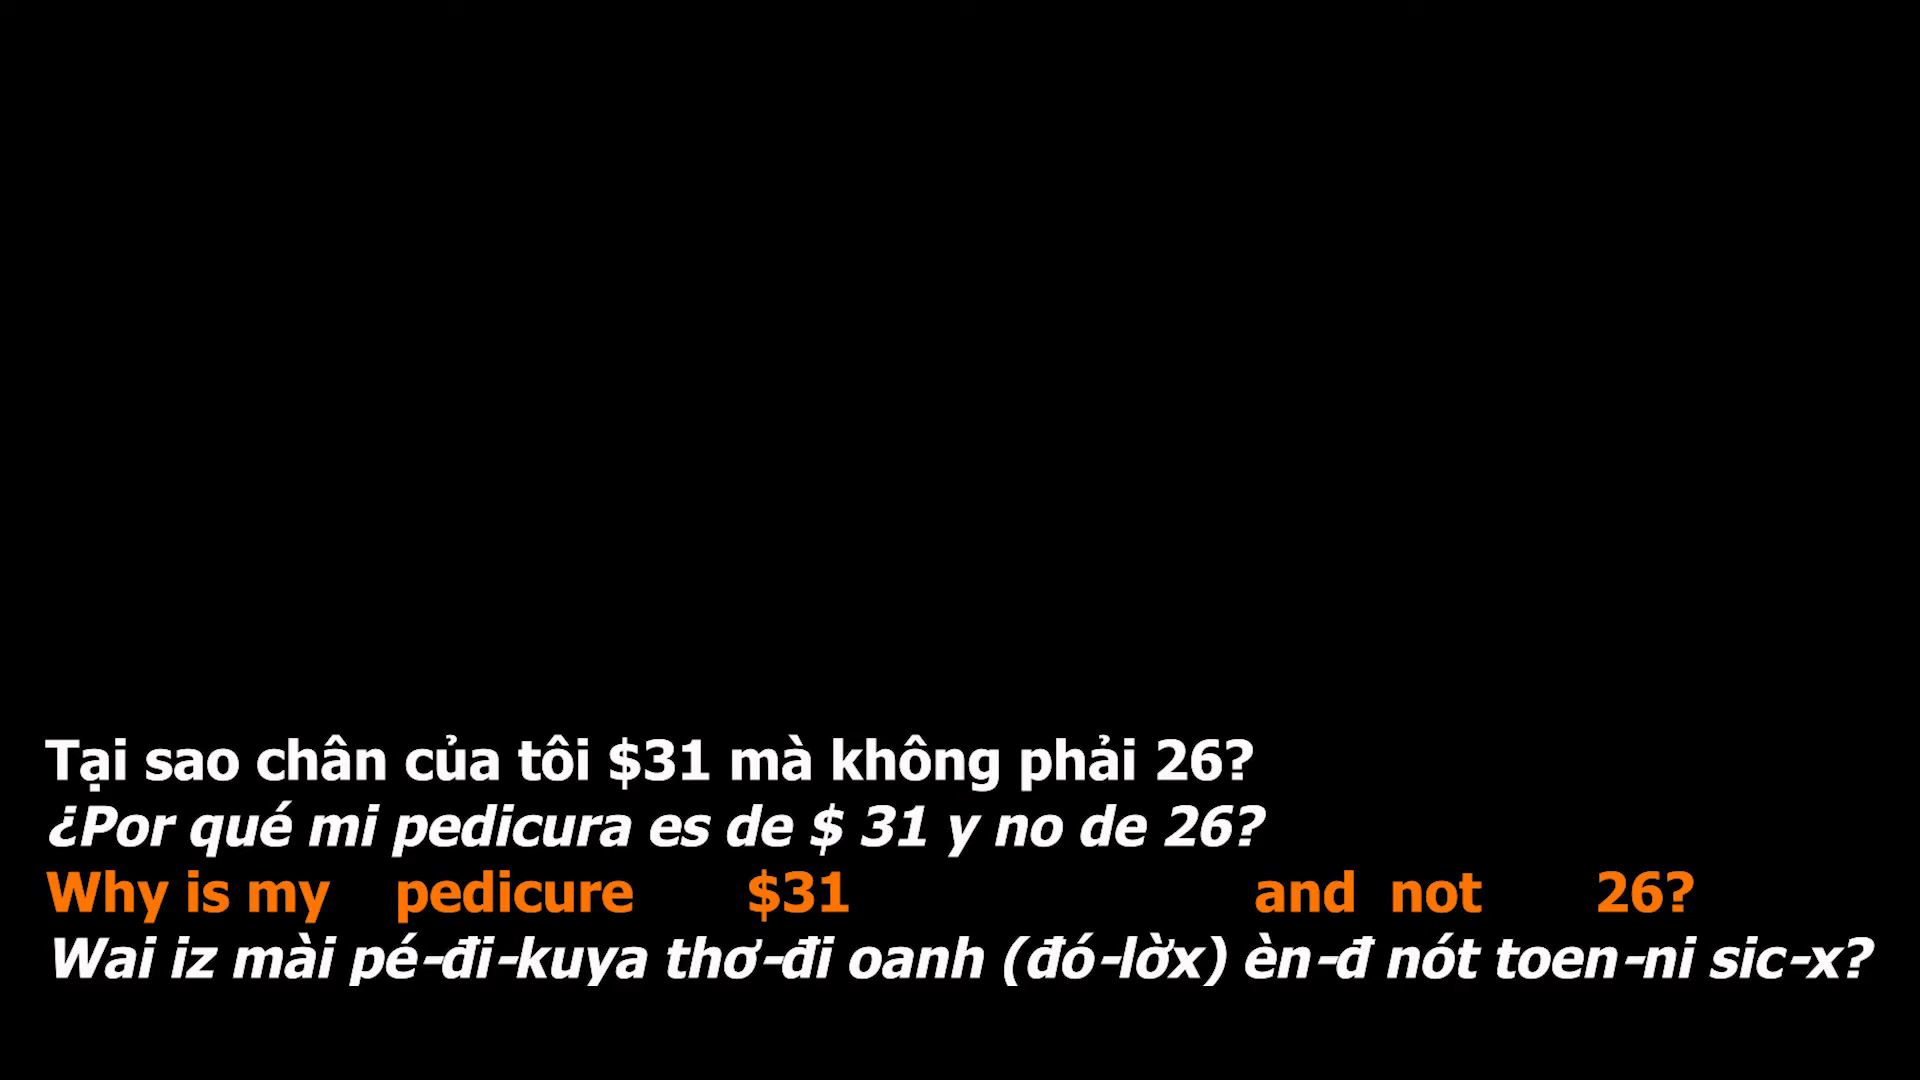 Tại sao chân của tôi $31 mà không phải 26?
¿Por qué mi pedicura es de $ 31 y no de 26?
Why is my pedicure $31 and not 26?
Wai iz mài pé-đi-kuya thơ-đi oanh (đó-lờx) èn-đ nót toen-ni sic-x?